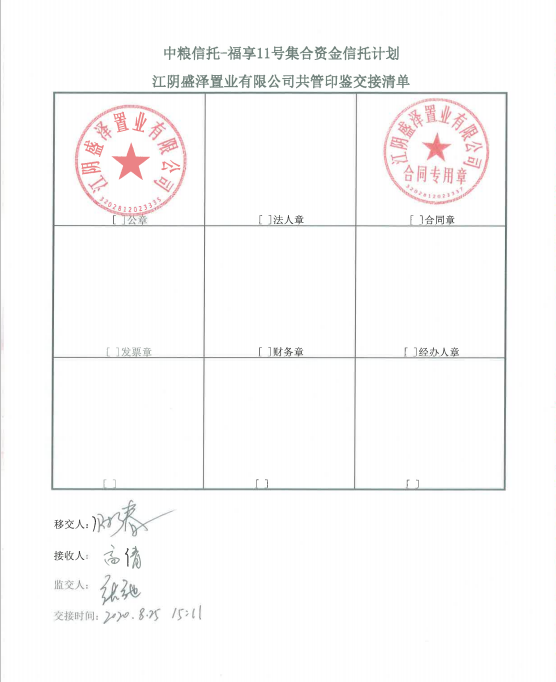 中粮信托-福享11号集合资金信托计划
江阴盛泽置业有限公司共管印鉴交接清单
江阴盛泽置业有限公司
3202812023335
江阴盛泽置业有限公司
合同专用章
[ ]公章 [ ]法人章 [ ]合同章
[ ]发票章 [ ]财务章 [ ]经办人章
[ ] [ ] [ ]
移交人:
接收人: 高倩
监交人:
交接时间: 2020.8.25 15:11